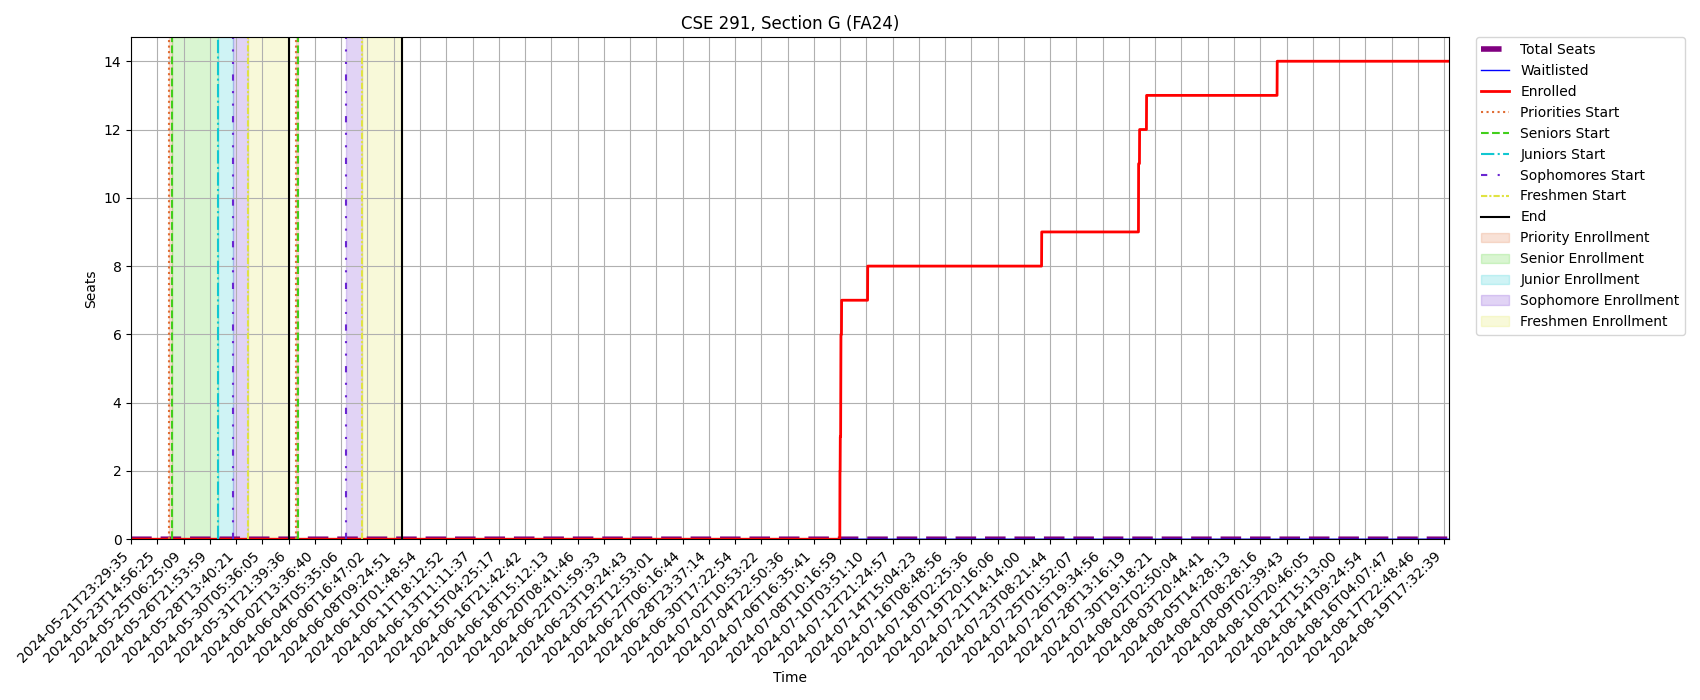 CSE 291, Section G (FA24)
Seats
14
12
10
8
6
4
2
0
2024-05-21T23:29:35
2024-05-23T14:56:25
2024-05-25T06:25:09
2024-05-26T21:53:59
2024-05-28T13:40:21
2024-05-30T05:36:05
2024-05-31T21:39:36
2024-06-02T13:36:40
2024-06-04T05:35:06
2024-06-06T16:47:02
2024-06-08T09:24:51
2024-06-10T01:48:54
2024-06-11T18:12:52
2024-06-13T11:11:37
2024-06-15T04:25:17
2024-06-16T21:42:42
2024-06-18T15:12:13
2024-06-20T08:41:46
2024-06-22T01:59:33
2024-06-23T19:24:43
2024-06-25T12:53:01
2024-06-27T06:16:44
2024-06-28T23:37:14
2024-06-30T17:22:54
2024-07-02T10:53:22
2024-07-04T22:50:36
2024-07-06T16:35:41
2024-07-08T10:16:59
2024-07-10T03:51:10
2024-07-12T21:24:57
2024-07-14T15:04:23
2024-07-16T08:48:56
2024-07-18T02:25:36
2024-07-19T20:16:06
2024-07-21T14:14:00
2024-07-23T08:21:44
2024-07-25T01:52:07
2024-07-26T19:34:56
2024-07-28T13:16:19
2024-07-30T19:18:21
2024-08-02T02:50:04
2024-08-03T20:44:41
2024-08-05T14:28:13
2024-08-07T08:28:16
2024-08-09T02:39:43
2024-08-10T20:46:05
2024-08-12T15:13:00
2024-08-14T09:24:54
2024-08-16T04:07:47
2024-08-17T22:48:46
2024-08-19T17:32:39
Time
Total Seats
Waitlisted
Enrolled
Priorities Start
Seniors Start
Juniors Start
Sophomores Start
Freshmen Start
End
Priority Enrollment
Senior Enrollment
Junior Enrollment
Sophomore Enrollment
Freshmen Enrollment